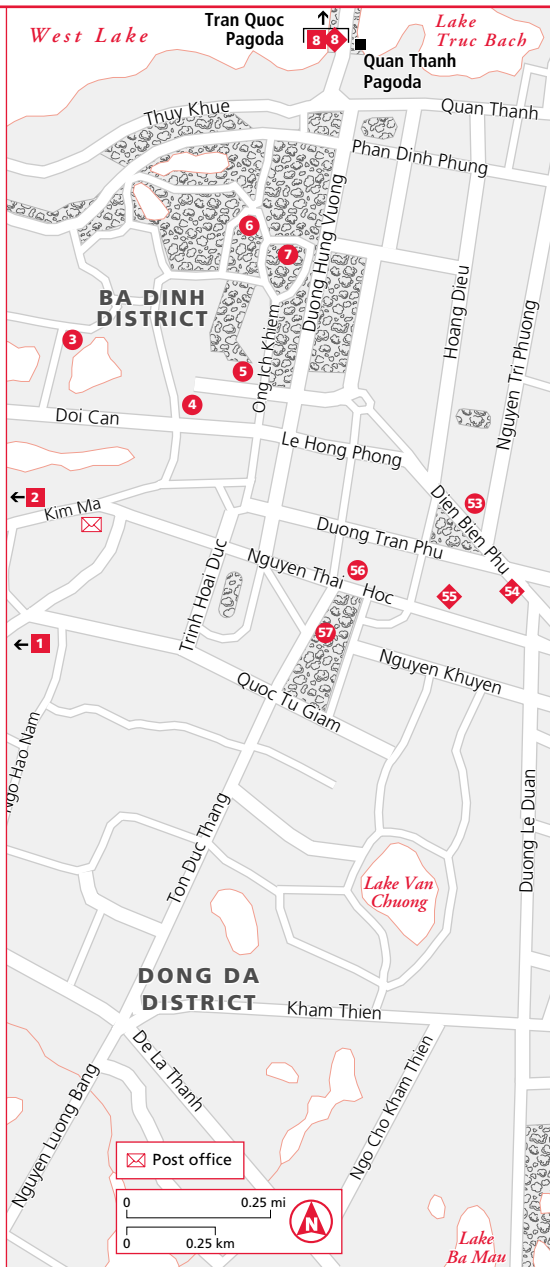 West Lake
Tran Quoc
Pagoda
8
8
Lake
Truc Bach
Quan Thanh
Pagoda
Thuy Khue
Quan Thanh
Phan Dinh Phung
6
7
Duong Hung Vuong
Hoang Dieu
BA DINH
DISTRICT
3
5
4
Ong Ich Khiem
Nguyen Tri Phuong
Doi Can
Le Hong Phong
2
Kim Ma
Dien Bien Phu
53
Duong Tran Phu
Nguyen Thai Hoc
56
55
54
Trinh Hoai Duc
1
57
Nguyen Khuyen
Quoc Tu Giam
Ngo Hao Nam
Ton Duc Thang
Duong Le Duan
Lake Van
Chuong
DONG DA
DISTRICT
Kham Thien
De La Thanh
Nguyen Luong Bang
Ngo Cho Kham Thien
Post office
0 0.25 mi
0 0.25 km
N
Lake
Ba Mau